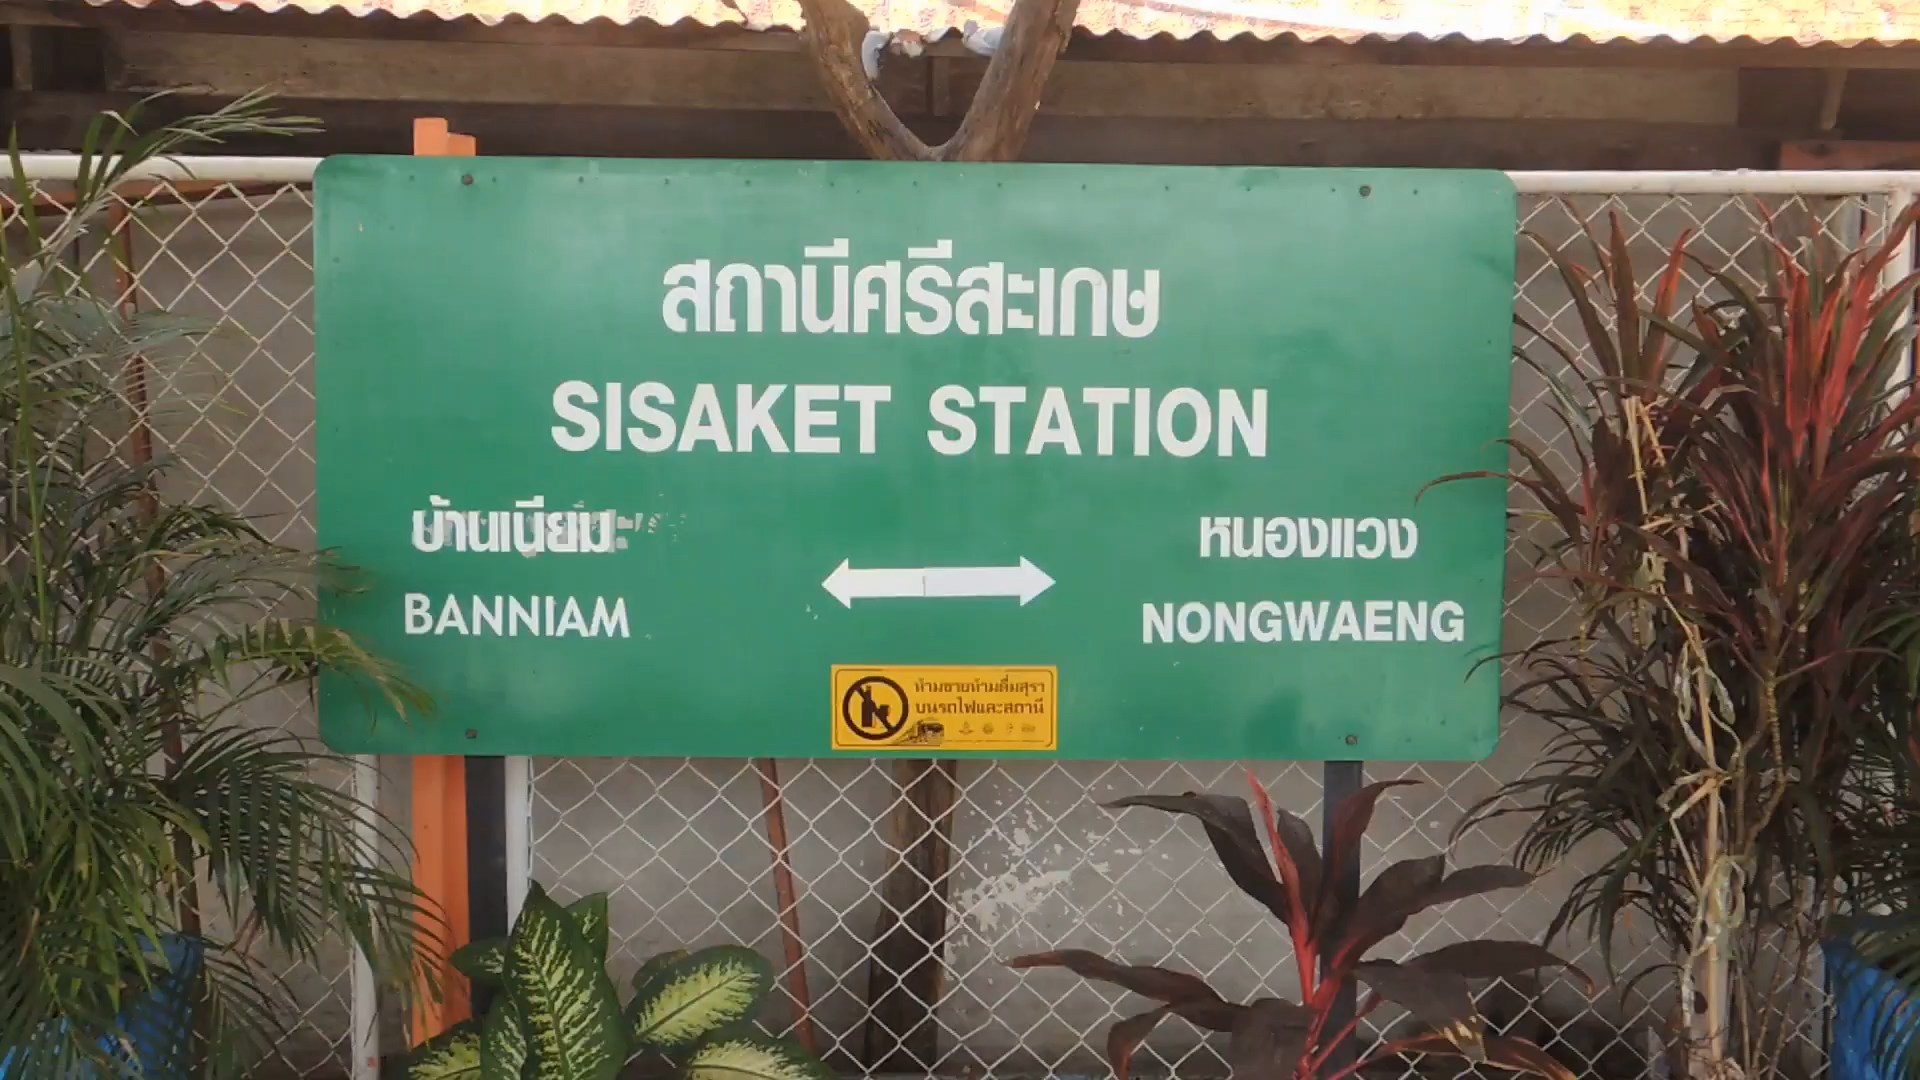 สถานีศรีสะเกษ
SISAKET STATION
บ้านเนียม
หนองแวง
BANNIAM
NONGWAENG
ห้ามขายห้ามดื่มสุรา
บนรถไฟและสถานี